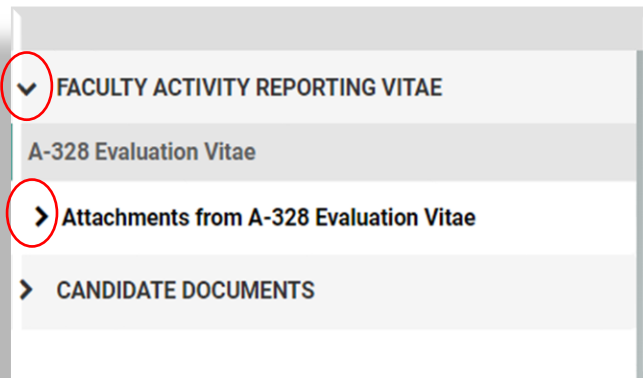 FACULTY ACTIVITY REPORTING VITAE
A-328 Evaluation Vitae
Attachments from A-328 Evaluation Vitae
CANDIDATE DOCUMENTS